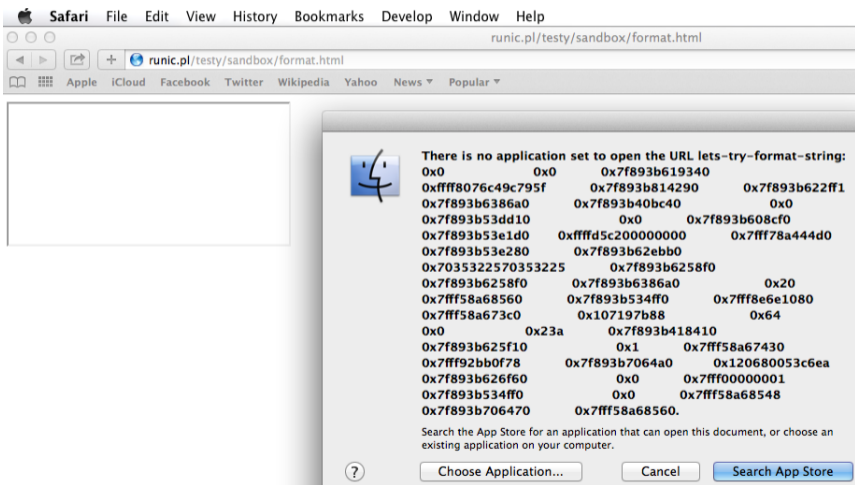 Safari File Edit View History Bookmarks Develop Window Help
runic.pl/testy/sandbox/format.html
runic.pl/testy/sandbox/format.html
Apple iCloud Facebook Twitter Wikipedia Yahoo News ▾ Popular ▾
There is no application set to open the URL lets-try-format-string:
0x0 0x0 0x7f893b619340
0xffff8076c49c795f 0x7f893b814290 0x7f893b622ff1
0x7f893b6386a0 0x7f893b40bc40 0x0
0x7f893b53dd10 0x0 0x7f893b608cf0
0x7f893b53e1d0 0xffffd5c200000000 0x7fff78a444d0
0x7f893b53e280 0x7f893b62ebb0
0x7035322570353225 0x7f893b6258f0
0x7f893b6258f0 0x7f893b6386a0 0x20
0x7fff58a68560 0x7f893b534ff0 0x7fff8e6e1080
0x7fff58a673c0 0x107197b88 0x64
0x0 0x23a 0x7f893b418410
0x7f893b625f10 0x1 0x7fff58a67430
0x7fff92bb0f78 0x7f893b7064a0 0x120680053c6ea
0x7f893b626f60 0x0 0x7fff00000001
0x7f893b534ff0 0x0 0x7fff58a68548
0x7f893b706470 0x7fff58a68560.
Search the App Store for an application that can open this document, or choose an
existing application on your computer.
? Choose Application... Cancel Search App Store